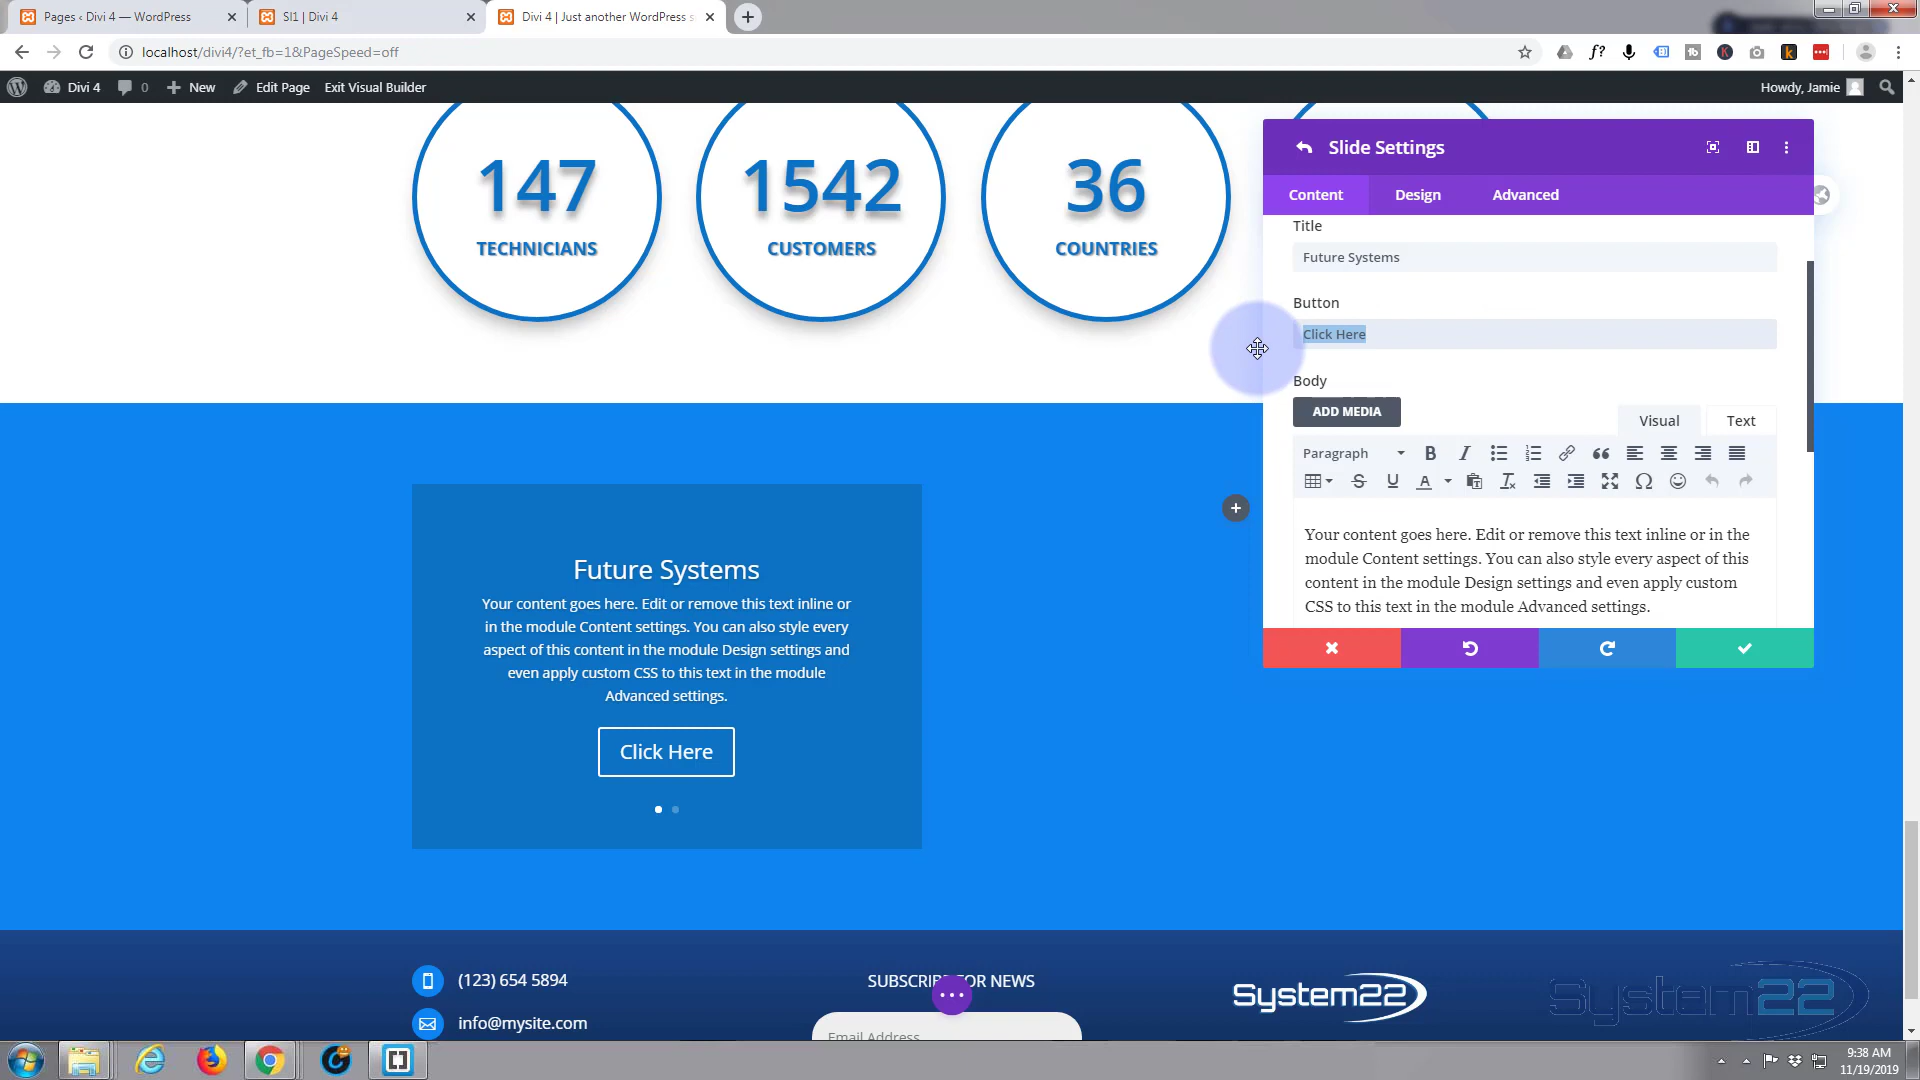 Pages ‹ Divi 4 — WordPress
Sl1 | Divi 4
Divi 4 | Just another WordPress s
localhost/divi4/?et_fb=1&PageSpeed=off
Divi 4
0
New
Edit Page
Exit Visual Builder
Howdy, Jamie
147
TECHNICIANS
1542
CUSTOMERS
36
COUNTRIES
Slide Settings
Content
Design
Advanced
Title
Future Systems
Button
Click Here
Body
ADD MEDIA
Visual
Text
Paragraph
Your content goes here. Edit or remove this text inline or in the
module Content settings. You can also style every aspect of this
content in the module Design settings and even apply custom
CSS to this text in the module Advanced settings.
Future Systems
Your content goes here. Edit or remove this text inline or
in the module Content settings. You can also style every
aspect of this content in the module Design settings and
even apply custom CSS to this text in the module
Advanced settings.
Click Here
(123) 654 5894
info@mysite.com
SUBSCRIBE FOR NEWS
Email Address
System22
System22
9:38 AM
11/19/2019